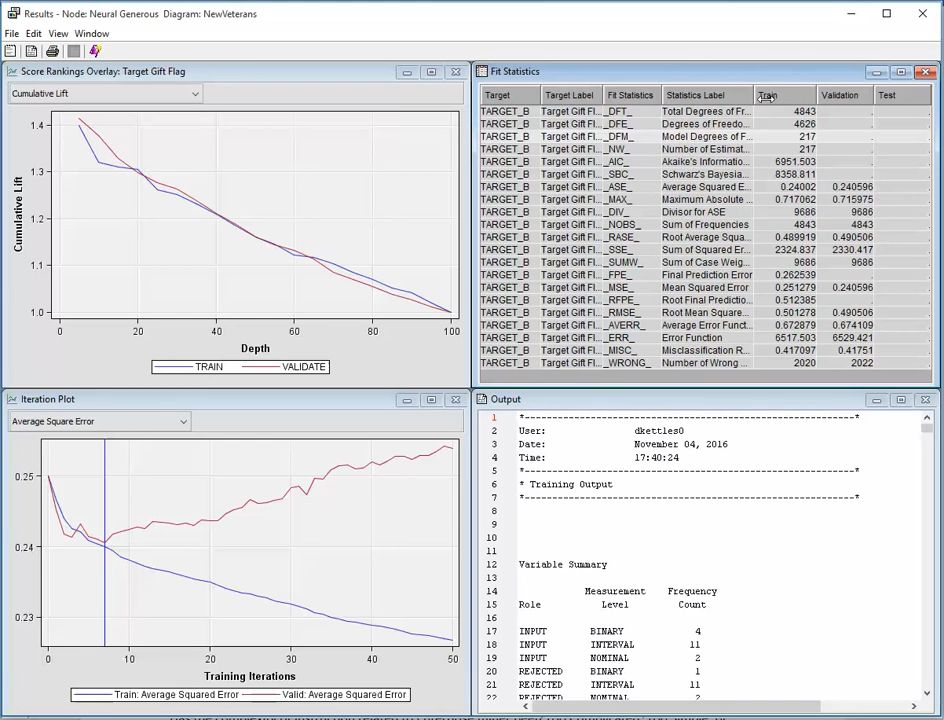 Results - Node: Neural Generous Diagram: NewVeterans
File Edit View Window
Score Rankings Overlay: Target Gift Flag
Cumulative Lift
1.4
1.3
1.2
1.1
1.0
Cumulative Lift
0 20 40 60 80 100
Depth
TRAIN VALIDATE
Fit Statistics
Target Target Label Fit Statistics Statistics Label Train Validation Test
TARGET_B Target Gift Fl... _DFT_ Total Degrees of Fr... 4843 . .
TARGET_B Target Gift Fl... _DFE_ Degrees of Freedo... 4626 . .
TARGET_B Target Gift Fl... _DFM_ Model Degrees of F... 217 . .
TARGET_B Target Gift Fl... _NW_ Number of Estimat... 217 . .
TARGET_B Target Gift Fl... _AIC_ Akaike's Informatio... 6951.503 . .
TARGET_B Target Gift Fl... _SBC_ Schwarz's Bayesia... 8358.811 . .
TARGET_B Target Gift Fl... _ASE_ Average Squared E... 0.24002 0.240596 .
TARGET_B Target Gift Fl... _MAX_ Maximum Absolute ... 0.717062 0.715975 .
TARGET_B Target Gift Fl... _DIV_ Divisor for ASE 9686 9686 .
TARGET_B Target Gift Fl... _NOBS_ Sum of Frequencies 4843 4843 .
TARGET_B Target Gift Fl... _RASE_ Root Average Squa... 0.489919 0.490506 .
TARGET_B Target Gift Fl... _SSE_ Sum of Squared Err... 2324.837 2330.417 .
TARGET_B Target Gift Fl... _SUMW_ Sum of Case Weig... 9686 9686 .
TARGET_B Target Gift Fl... _FPE_ Final Prediction Error 0.262539 . .
TARGET_B Target Gift Fl... _MSE_ Mean Squared Error 0.251279 0.240596 .
TARGET_B Target Gift Fl... _RFPE_ Root Final Predictio... 0.512385 . .
TARGET_B Target Gift Fl... _RMSE_ Root Mean Square... 0.501278 0.490506 .
TARGET_B Target Gift Fl... _AVERR_ Average Error Funct... 0.672879 0.674109 .
TARGET_B Target Gift Fl... _ERR_ Error Function 6517.503 6529.421 .
TARGET_B Target Gift Fl... _MISC_ Misclassification R... 0.417097 0.41751 .
TARGET_B Target Gift Fl... _WRONG_ Number of Wrong ... 2020 2022 .
Iteration Plot
Average Square Error
0.25
0.24
0.23
0 10 20 30 40 50
Training Iterations
Train: Average Squared Error Valid: Average Squared Error
Output
1 *------------------------------------------------------------*
2 User: dkettles0
3 Date: November 04, 2016
4 Time: 17:40:24
5 *------------------------------------------------------------*
6 * Training Output
7 *------------------------------------------------------------*
8
9
10
11
12 Variable Summary
13
14 Measurement Frequency
15 Role Level Count
16
17 INPUT BINARY 4
18 INPUT INTERVAL 11
19 INPUT NOMINAL 2
20 REJECTED BINARY 1
21 REJECTED INTERVAL 11
22 REJECTED NOMINAL 2